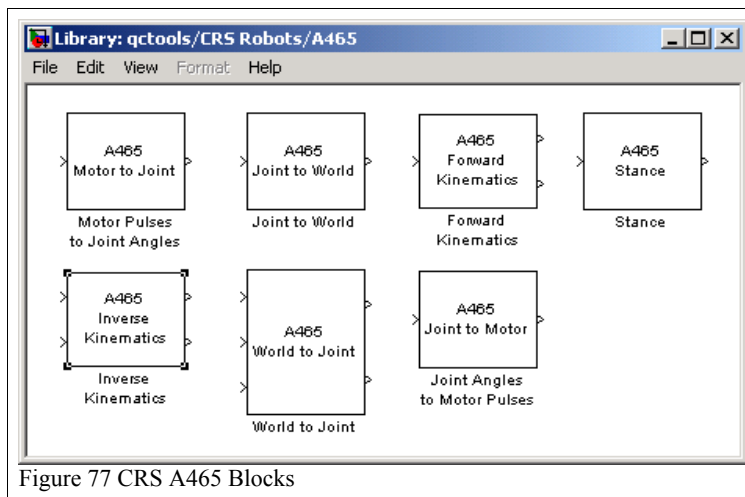 Library: qctools/CRS Robots/A465
File Edit View Format Help
A465
Motor to Joint
Motor Pulses
to Joint Angles
A465
Joint to World
Joint to World
A465
Forward
Kinematics
Forward
Kinematics
A465
Stance
Stance
A465
Inverse
Kinematics
Inverse
Kinematics
A465
World to Joint
World to Joint
A465
Joint to Motor
Joint Angles
to Motor Pulses
Figure 77 CRS A465 Blocks